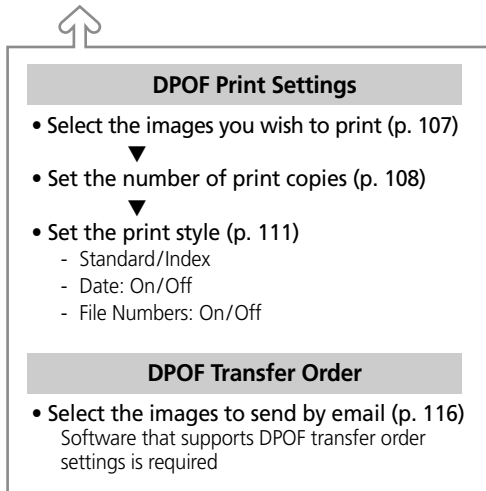 DPOF Print Settings
• Select the images you wish to print (p. 107)
▼
• Set the number of print copies (p. 108)
▼
• Set the print style (p. 111)
- Standard/Index
- Date: On/Off
- File Numbers: On/Off
DPOF Transfer Order
• Select the images to send by email (p. 116)
Software that supports DPOF transfer order
settings is required